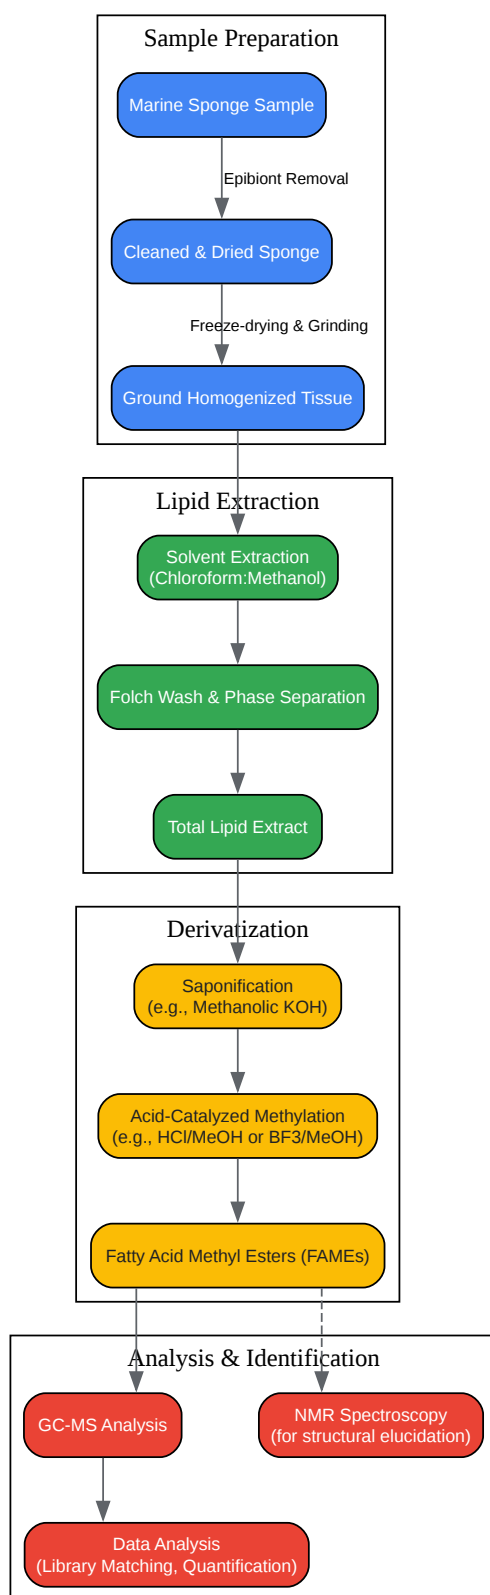 Sample Preparation
Marine Sponge Sample
Epibiont Removal
Cleaned & Dried Sponge
Freeze-drying & Grinding
Ground Homogenized Tissue
Lipid Extraction
Solvent Extraction
(Chloroform:Methanol)
Folch Wash & Phase Separation
Total Lipid Extract
Derivatization
Saponification
(e.g., Methanolic KOH)
Acid-Catalyzed Methylation
(e.g., HCl/MeOH or BF3/MeOH)
Fatty Acid Methyl Esters (FAMEs)
Analysis & Identification
GC-MS Analysis
NMR Spectroscopy
(for structural elucidation)
Data Analysis
(Library Matching, Quantification)